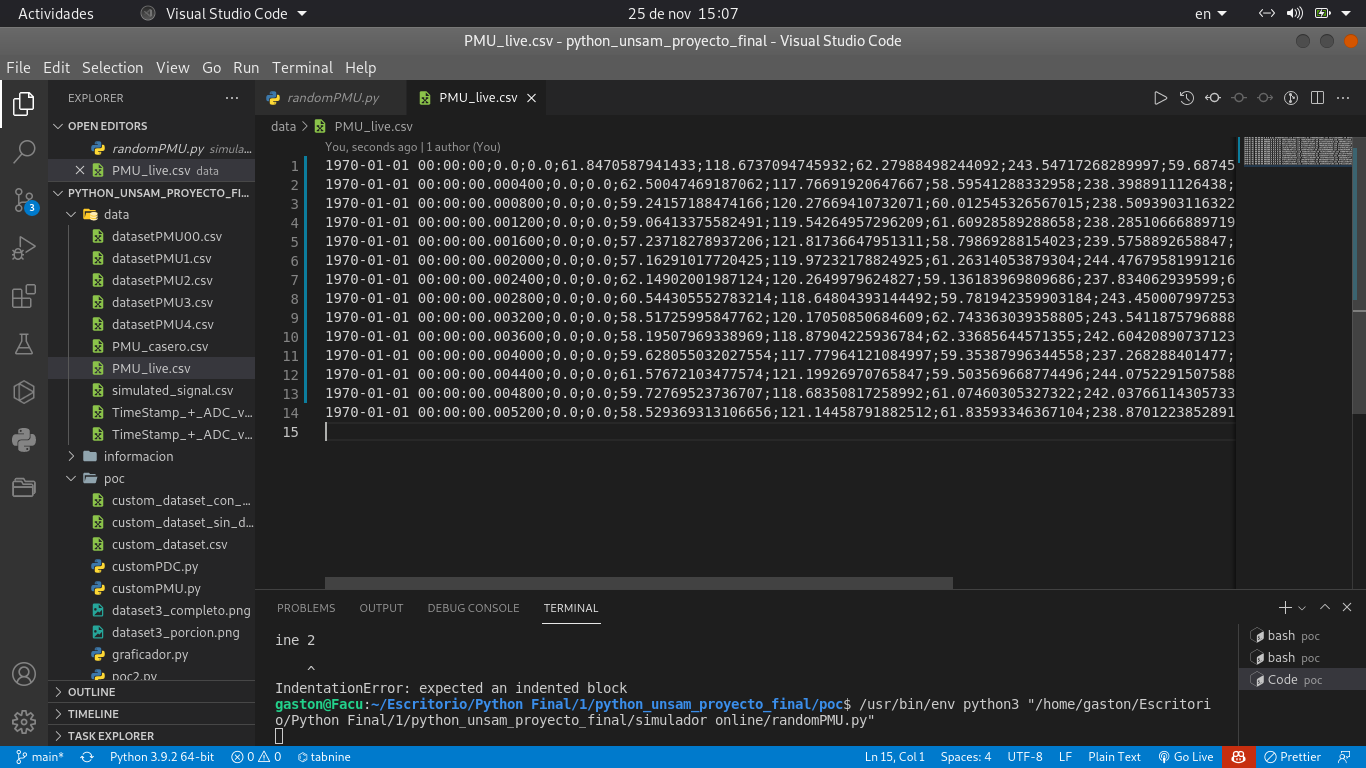 Actividades
Visual Studio Code
25 de nov 15:07
en
PMU_live.csv - python_unsam_proyecto_final - Visual Studio Code
File Edit Selection View Go Run Terminal Help
EXPLORER
OPEN EDITORS
randomPMU.py simula...
PMU_live.csv data
PYTHON_UNSAM_PROYECTO_FI...
data
datasetPMU00.csv
datasetPMU1.csv
datasetPMU2.csv
datasetPMU3.csv
datasetPMU4.csv
PMU_casero.csv
PMU_live.csv
simulated_signal.csv
TimeStamp_+_ADC_v...
TimeStamp_+_ADC_v...
informacion
poc
custom_dataset_con_...
custom_dataset_sin_d...
custom_dataset.csv
customPDC.py
customPMU.py
dataset3_completo.png
dataset3_porcion.png
graficador.py
poc2.py
OUTLINE
TIMELINE
TASK EXPLORER
3
randomPMU.py
PMU_live.csv
data > PMU_live.csv
You, seconds ago | 1 author (You)
1 1970-01-01 00:00:00;0.0;0.0;61.8470587941433;118.6737094745932;62.27988498244092;243.54717268289997;59.68745
2 1970-01-01 00:00:00.000400;0.0;0.0;62.50047469187062;117.76691920647667;58.59541288332958;238.3988911126438;
3 1970-01-01 00:00:00.000800;0.0;0.0;59.24157188474166;120.27669410732071;60.012545326567015;238.5093903116322
4 1970-01-01 00:00:00.001200;0.0;0.0;59.06413375582491;119.54264957296209;61.60928589288658;238.28510666889719
5 1970-01-01 00:00:00.001600;0.0;0.0;57.23718278937206;121.81736647951311;58.79869288154023;239.5758892658847;
6 1970-01-01 00:00:00.002000;0.0;0.0;57.16291017720425;119.97232178824925;61.26314053879304;244.47679581991216
7 1970-01-01 00:00:00.002400;0.0;0.0;62.14902001987124;120.2649979624827;59.136183969809686;237.834062939599;6
8 1970-01-01 00:00:00.002800;0.0;0.0;60.544305552783214;118.64804393144492;59.781942359903184;243.450007997253
9 1970-01-01 00:00:00.003200;0.0;0.0;58.51725995847762;120.17050850684609;62.743363039358805;243.54118757968​88
10 1970-01-01 00:00:00.003600;0.0;0.0;58.195079693​38969;118.879042259​36784;62.33685644571355;242.604208907​37123
11 1970-01-01 00:00:00.004000;0.0;0.0;59.628055032027554;117.77964121084997;59.35387996344558;237.268288401477;
12 1970-01-01 00:00:00.004400;0.0;0.0;61.57672103477574;121.19926970765847;59.503569668774496;244.0752291507588
13 1970-01-01 00:00:00.004800;0.0;0.0;59.72769523736707;118.68350817258992;61.07460305307322;242.03766114305733
14 1970-01-01 00:00:00.005200;0.0;0.0;58.529369313106656;121.14458791882512;61.83593346367104;238.8701223852891
15
PROBLEMS OUTPUT DEBUG CONSOLE TERMINAL
ine 2
^
IndentationError: expected an indented block
gaston@Facu:~/Escritorio/Python Final/1/python_unsam_proyecto_final/poc$ /usr/bin/env python3 "/home/gaston/Escritori
o/Python Final/1/python_unsam_proyecto_final/simulador online/randomPMU.py"
bash poc
bash poc
Code poc
main* Python 3.9.2 64-bit 0 0 tabnine Ln 15, Col 1 Spaces: 4 UTF-8 LF Plain Text Go Live Prettier